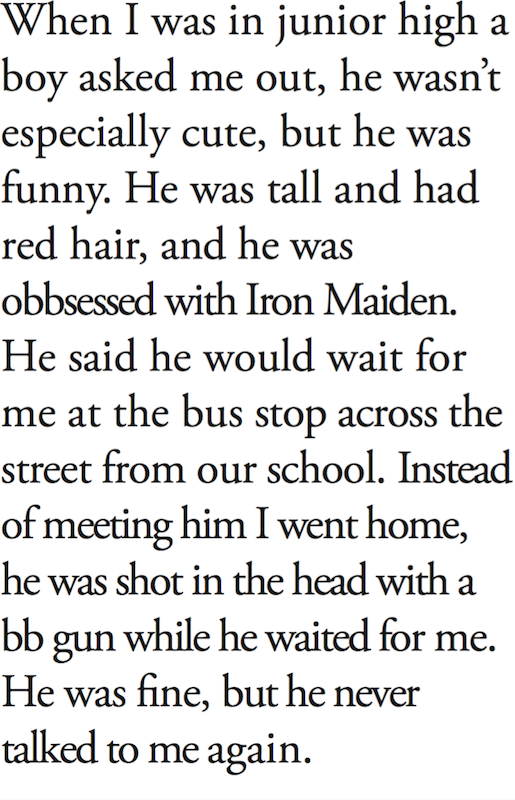 When I was in junior high a
boy asked me out, he wasn’t
especially cute, but he was
funny. He was tall and had
red hair, and he was
obbsessed with Iron Maiden.
He said he would wait for
me at the bus stop across the
street from our school. Instead
of meeting him I went home,
he was shot in the head with a
bb gun while he waited for me.
He was fine, but he never
talked to me again.